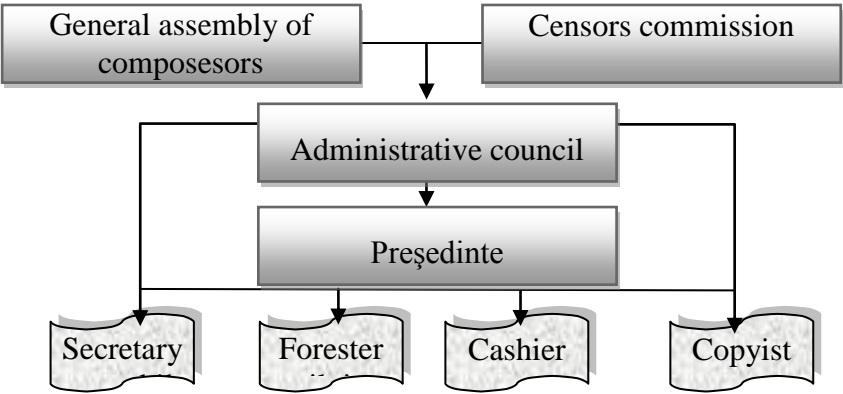 General assembly of
composesors
Censors commission
Administrative council
Preşedinte
Secretary
Forester
Cashier
Copyist